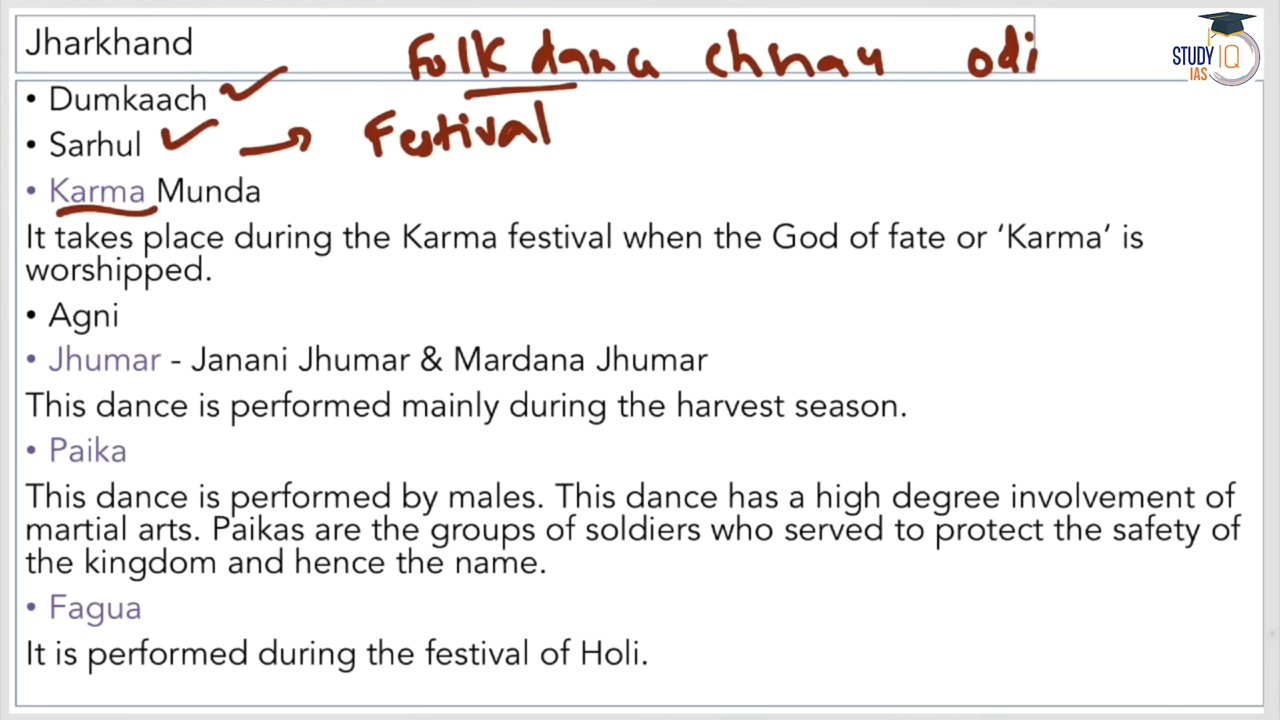 Jharkhand
Folk dance chhau odi
STUDY IQ
IAS
• Dumkaach
• Sarhul → Festival
• Karma Munda
It takes place during the Karma festival when the God of fate or ‘Karma’ is
worshipped.
• Agni
• Jhumar - Janani Jhumar & Mardana Jhumar
This dance is performed mainly during the harvest season.
• Paika
This dance is performed by males. This dance has a high degree involvement of
martial arts. Paikas are the groups of soldiers who served to protect the safety of
the kingdom and hence the name.
• Fagua
It is performed during the festival of Holi.